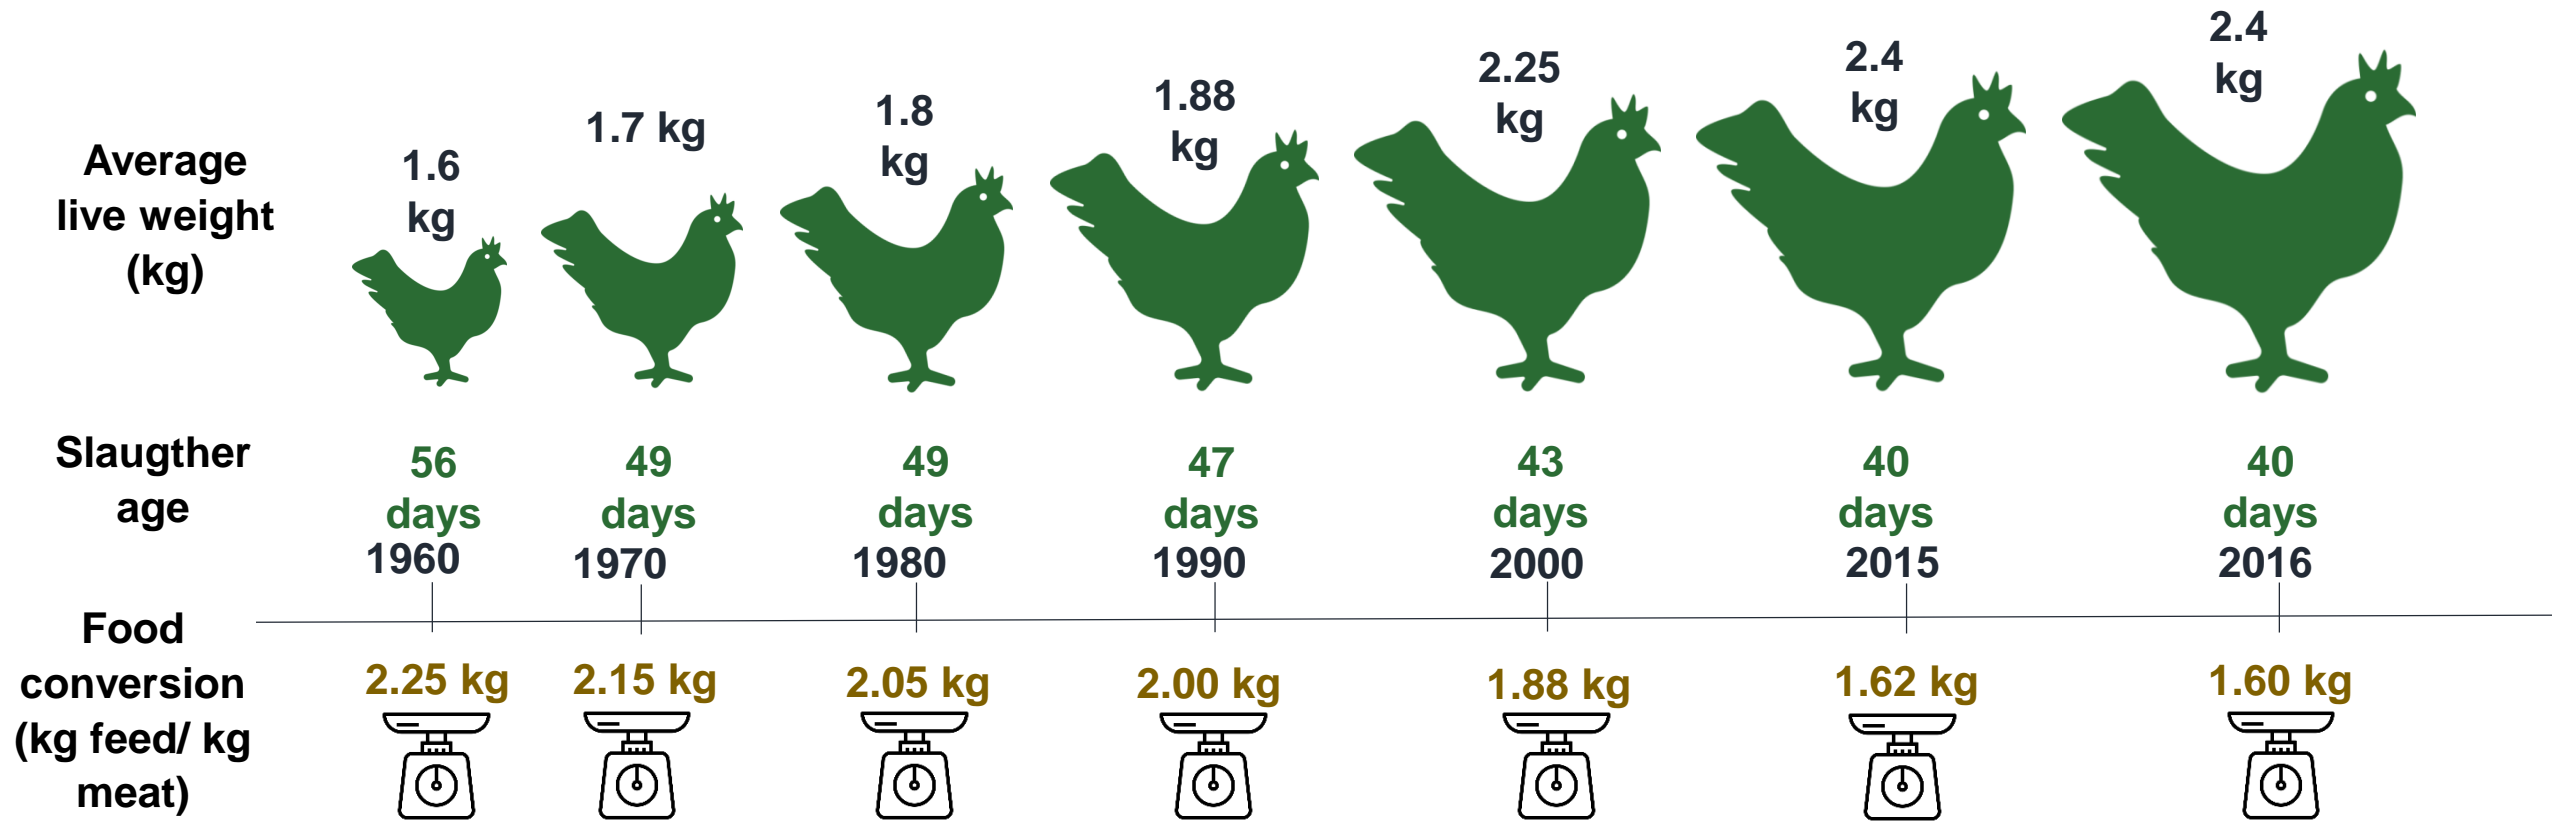 Average
live weight
(kg)
1.6
kg
1.7 kg
1.8
kg
1.88
kg
2.25
kg
2.4
kg
2.4
kg
Slaugther
age
56
days
49
days
49
days
47
days
43
days
40
days
40
days
1960
1970
1980
1990
2000
2015
2016
Food
conversion
(kg feed/ kg
meat)
2.25 kg
2.15 kg
2.05 kg
2.00 kg
1.88 kg
1.62 kg
1.60 kg